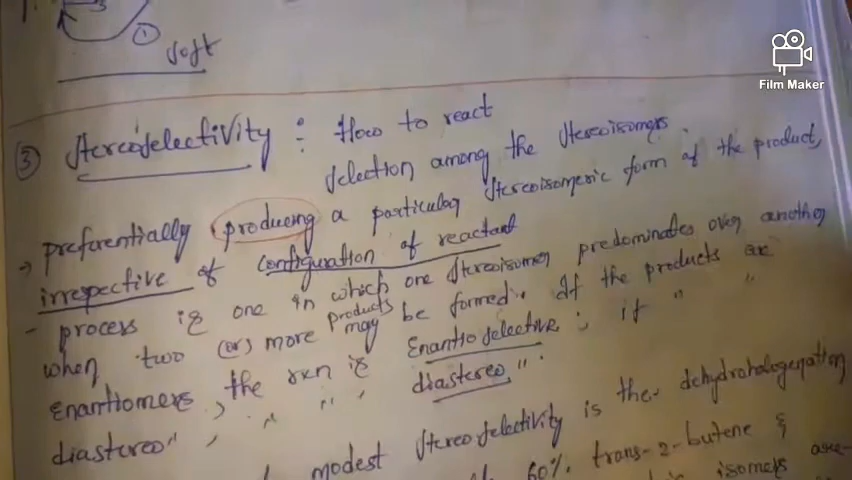 3
①
Soft
Film Maker
③ Stereoselectivity : How to react
Selection among the Stereoisomers.
→ preferentially producing a particular Stereoisomeric form of the product,
irrespective of configuration of reactant
- process is one in which one Stereoisomer predominates over another
when two (or) more products may be formed. If the products are
Enantiomers, the rxn is Enantioselective ; if " "
diastereo" , " " " , diastereo" .
modest Stereoselectivity is the dehydrohalogenation
60% trans-2-butene &
isomers are